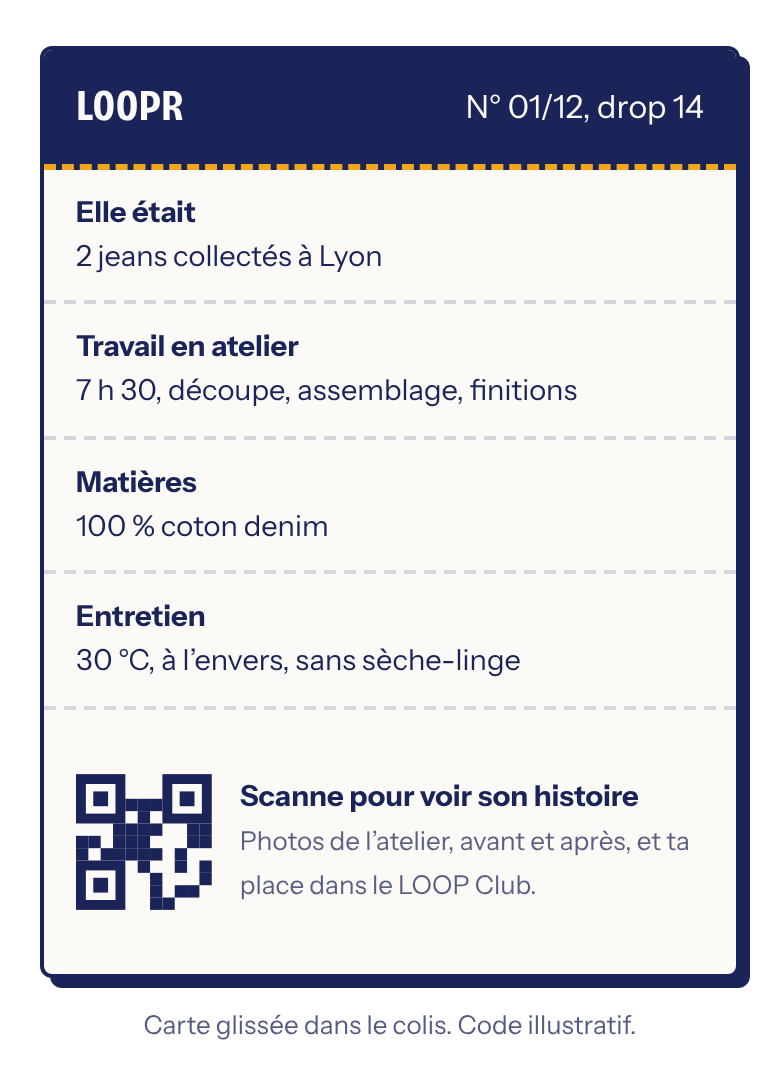 LOOPR
N° 01/12, drop 14
Elle était
2 jeans collectés à Lyon
Travail en atelier
7 h 30, découpe, assemblage, finitions
Matières
100 % coton denim
Entretien
30 °C, à l’envers, sans sèche-linge
Scanne pour voir son histoire
Photos de l’atelier, avant et après, et ta
place dans le LOOP Club.
Carte glissée dans le colis. Code illustratif.